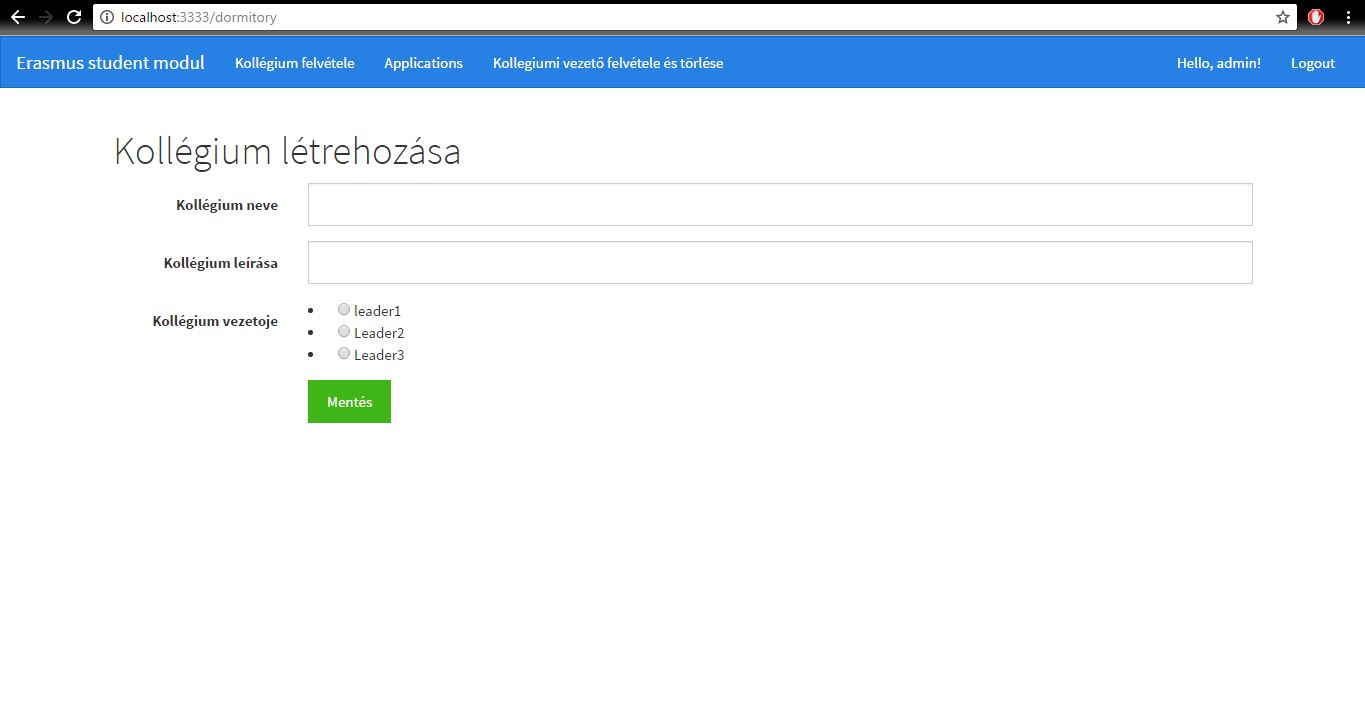 localhost:3333/dormitory
Erasmus student modul Kollégium felvétele Applications Kollegiumi vezető felvétele és törlése Hello, admin! Logout
Kollégium létrehozása
Kollégium neve
Kollégium leírása
Kollégium vezetoje
leader1
Leader2
Leader3
Mentés